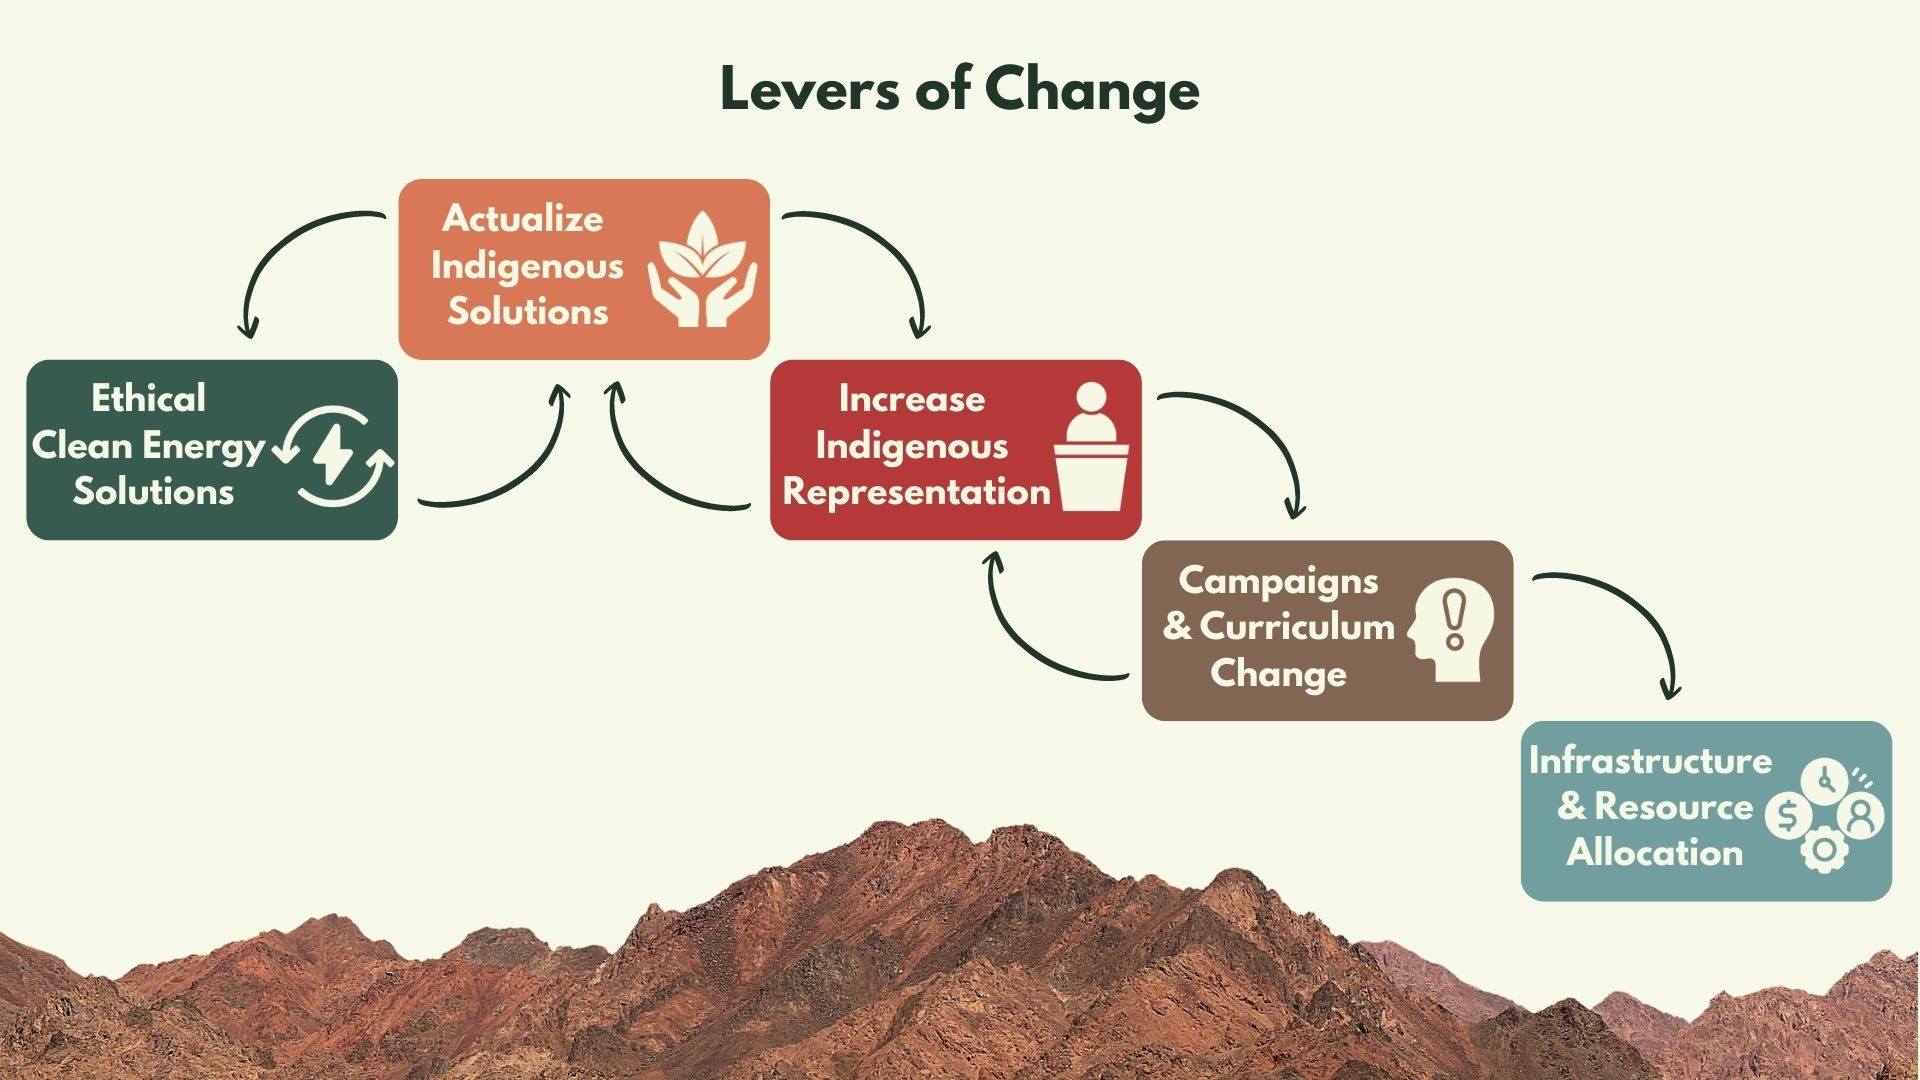 Levers of Change
Actualize
Indigenous
Solutions
Ethical
Clean Energy
Solutions
Increase
Indigenous
Representation
Campaigns
& Curriculum
Change
Infrastructure
& Resource
Allocation